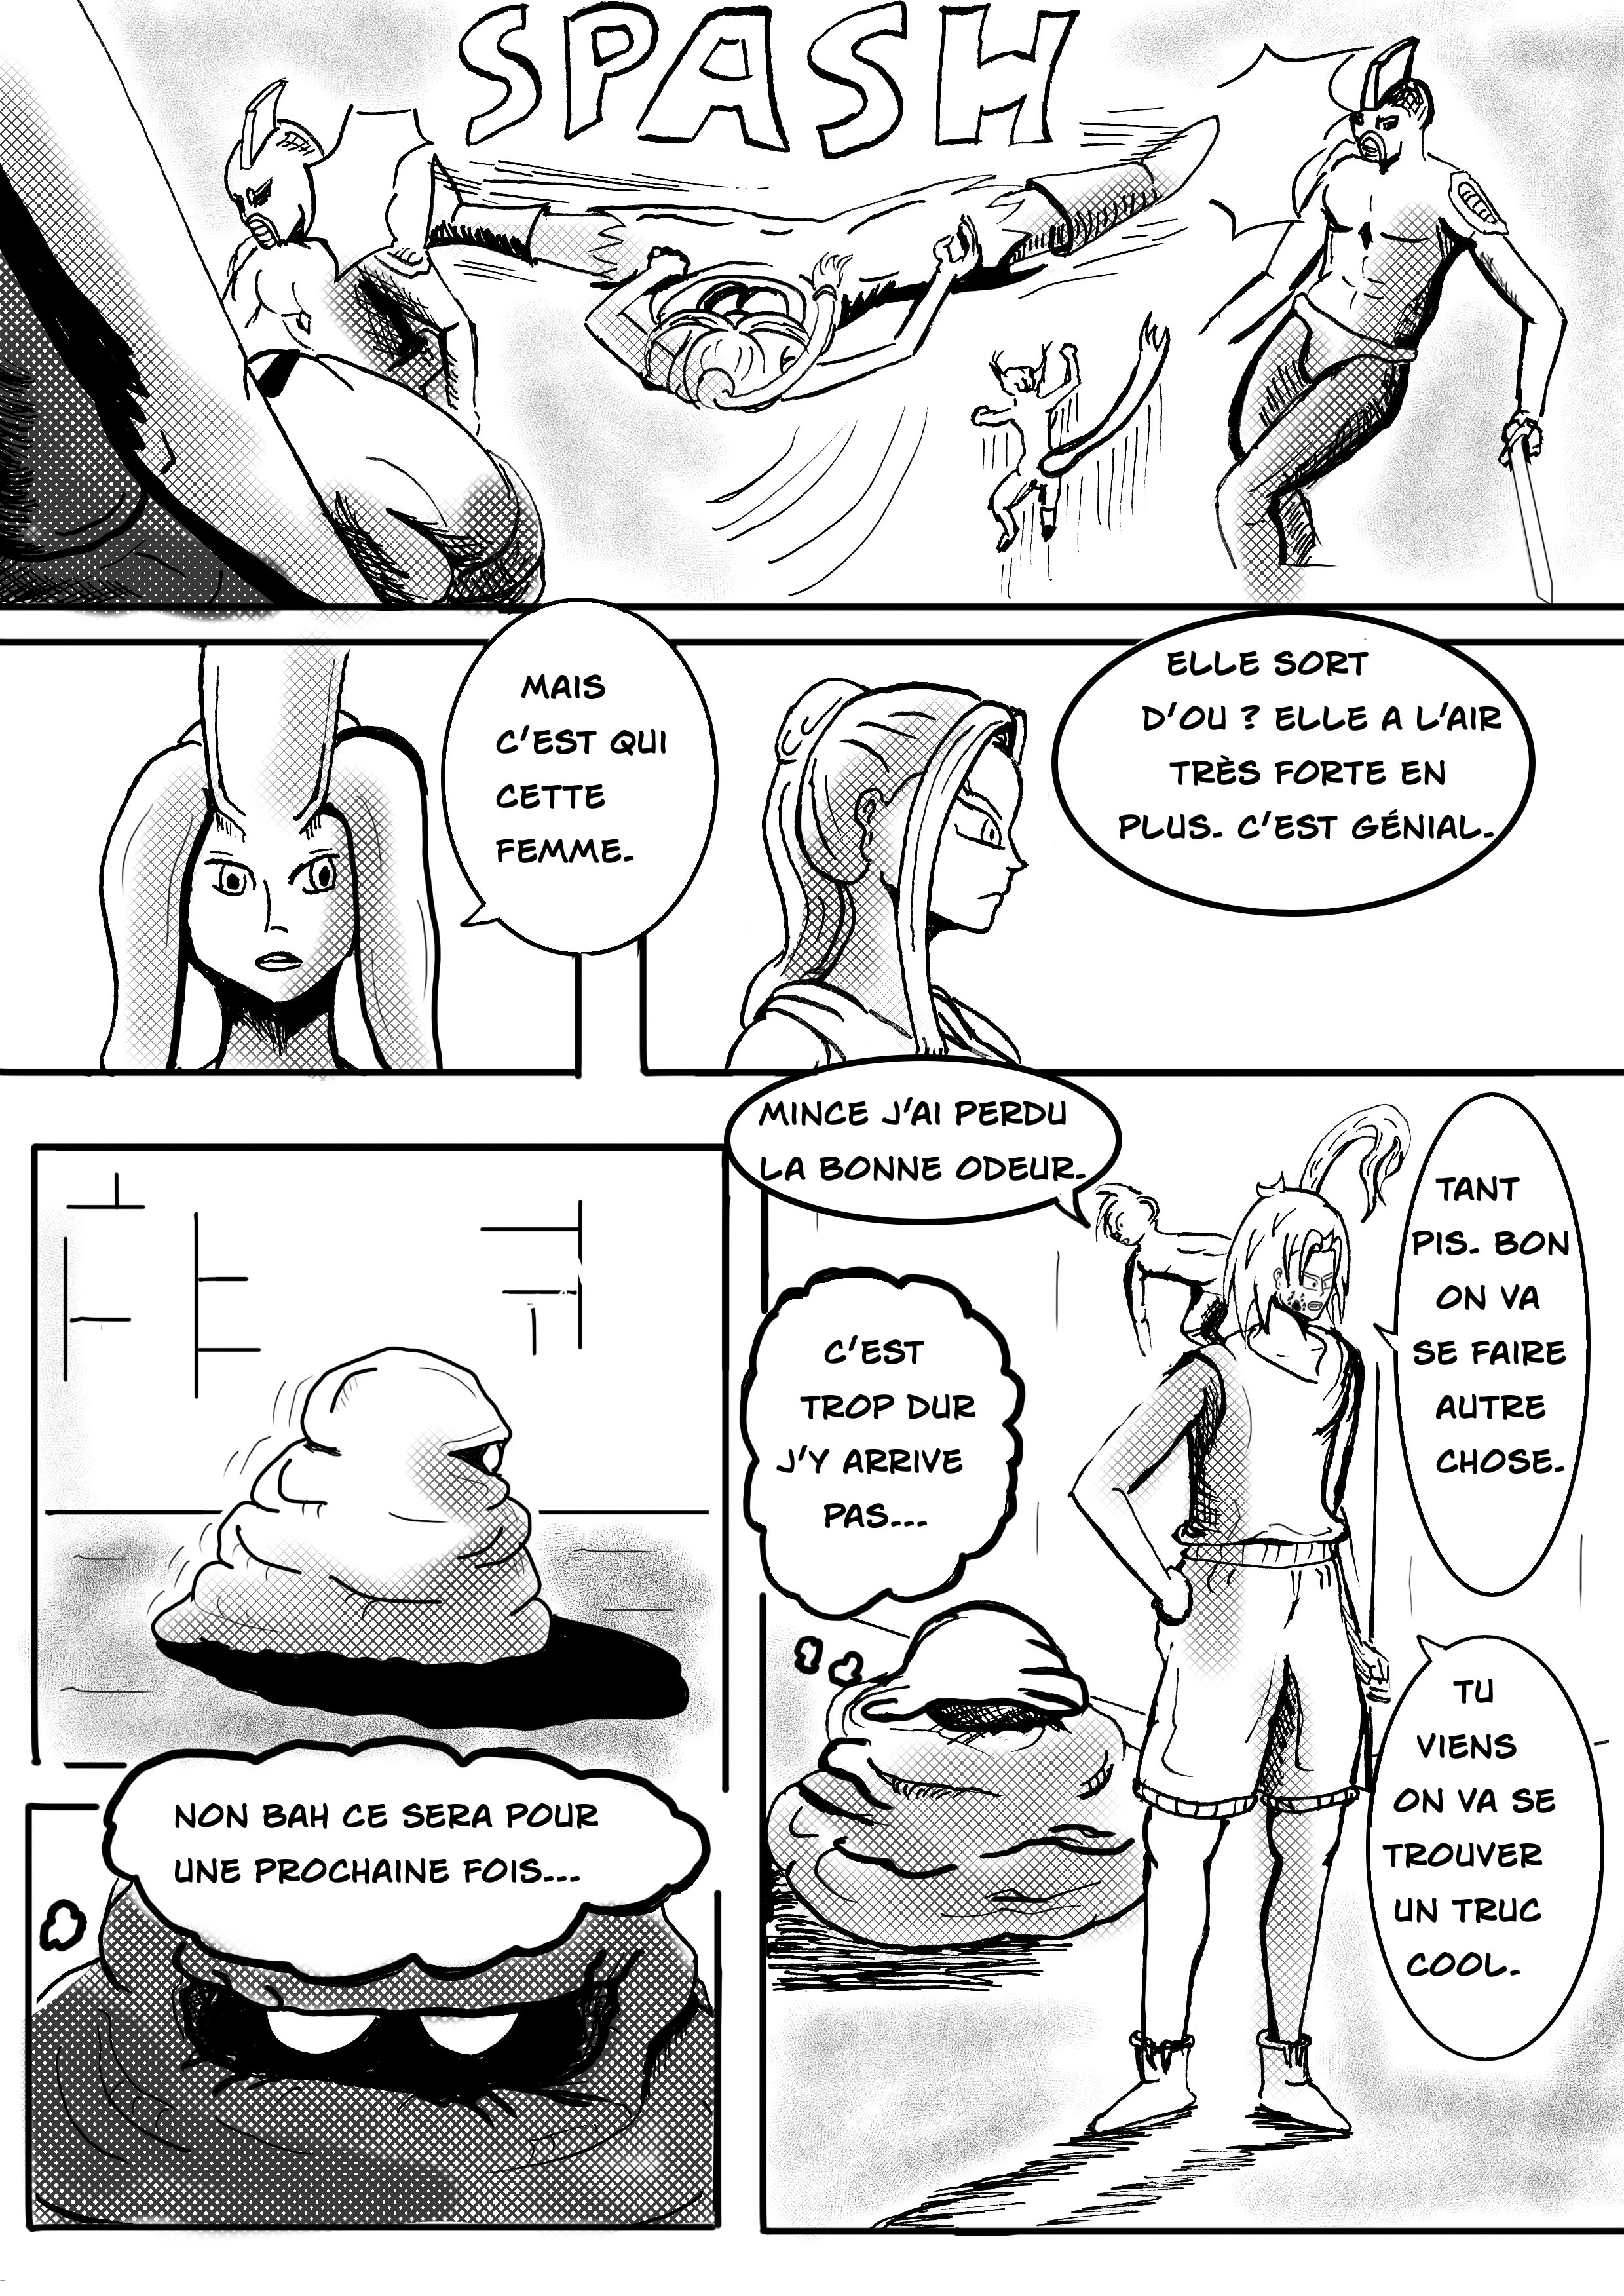 SPASH
MAIS
C'EST QUI
CETTE
FEMME.
ELLE SORT
D'OU ? ELLE A L'AIR
TRÈS FORTE EN
PLUS. C'EST GÉNIAL.
MINCE J'AI PERDU
LA BONNE ODEUR.
TANT
PIS. BON
ON VA
SE FAIRE
AUTRE
CHOSE.
C'EST
TROP DUR
J'Y ARRIVE
PAS...
TU
VIENS
ON VA SE
TROUVER
UN TRUC
COOL.
NON BAH CE SERA POUR
UNE PROCHAINE FOIS...